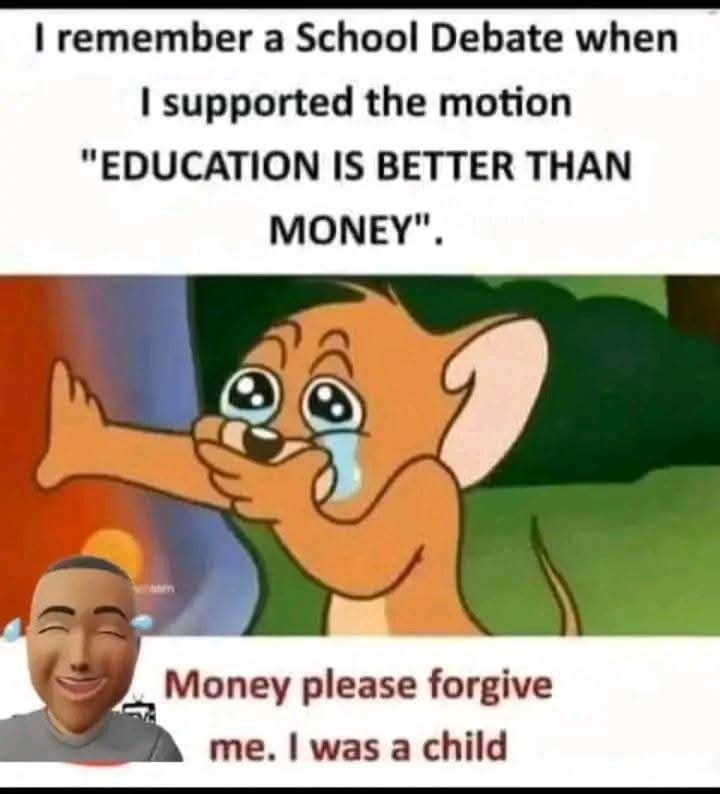 I remember a School Debate when
I supported the motion
"EDUCATION IS BETTER THAN
MONEY".
Money please forgive
me. I was a child